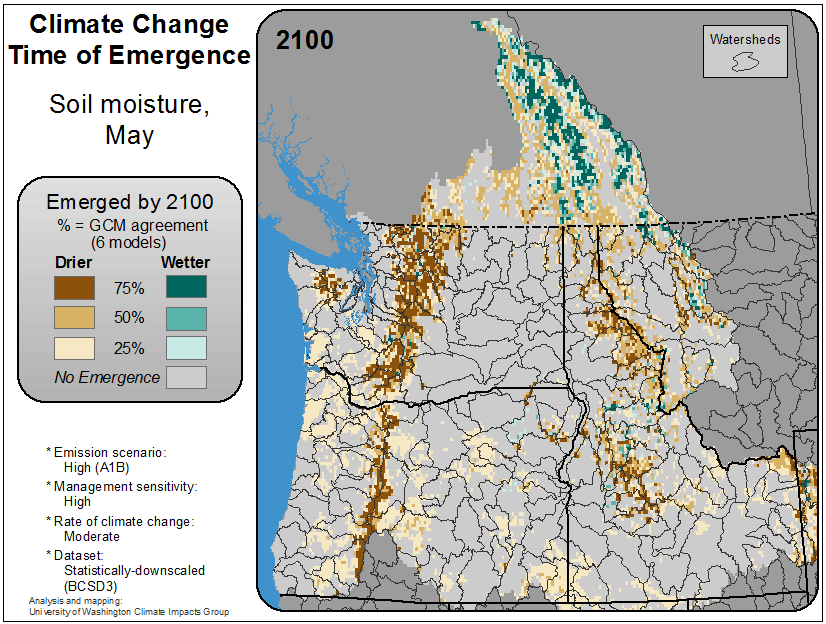 Climate Change
Time of Emergence
Soil moisture,
May
Emerged by 2100
% = GCM agreement
(6 models)
Drier Wetter
75%
50%
25%
No Emergence
* Emission scenario:
High (A1B)
* Management sensitivity:
High
* Rate of climate change:
Moderate
* Dataset:
Statistically-downscaled
(BCSD3)
Analysis and mapping:
University of Washington Climate Impacts Group
2100
Watersheds